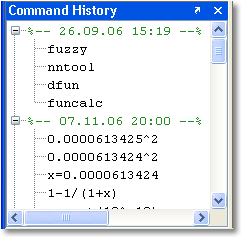 Command History
%-- 26.09.06 15:19 --%
fuzzy
nntool
dfun
funcalc
%-- 07.11.06 20:00 --%
0.0000613425^2
0.0000613424^2
x=0.0000613424
1-1/(1+x)